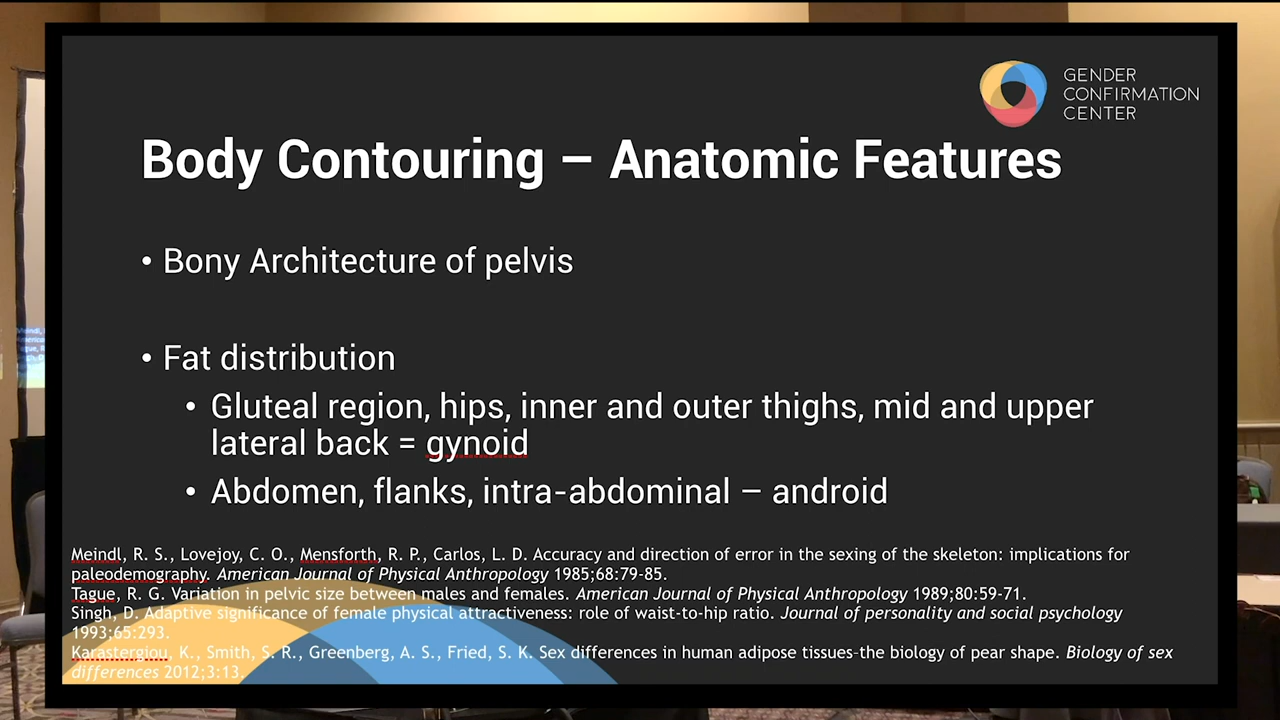 GENDER
CONFIRMATION
CENTER
Body Contouring – Anatomic Features
• Bony Architecture of pelvis
• Fat distribution
• Gluteal region, hips, inner and outer thighs, mid and upper
lateral back = gynoid
• Abdomen, flanks, intra-abdominal – android
Meindl, R. S., Lovejoy, C. O., Mensforth, R. P., Carlos, L. D. Accuracy and direction of error in the sexing of the skeleton: implications for
paleodemography. American Journal of Physical Anthropology 1985;68:79-85.
Tague, R. G. Variation in pelvic size between males and females. American Journal of Physical Anthropology 1989;80:59-71.
Singh, D. Adaptive significance of female physical attractiveness: role of waist-to-hip ratio. Journal of personality and social psychology
1993;65:293.
Karastergiou, K., Smith, S. R., Greenberg, A. S., Fried, S. K. Sex differences in human adipose tissues–the biology of pear shape. Biology of sex
differences 2012;3:13.